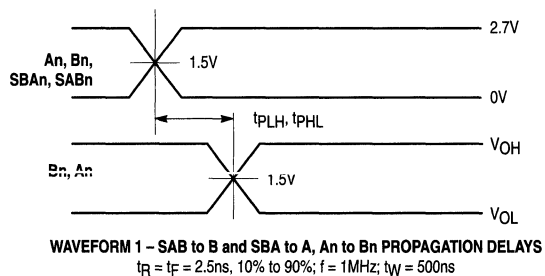 2.7V
An, Bn,
SBAn, SABn
1.5V
0V
tPLH, tPHL
VOH
Bn, An
1.5V
VOL
WAVEFORM 1 – SAB to B and SBA to A, An to Bn PROPAGATION DELAYS
tR = tF = 2.5ns, 10% to 90%; f = 1MHz; tW = 500ns